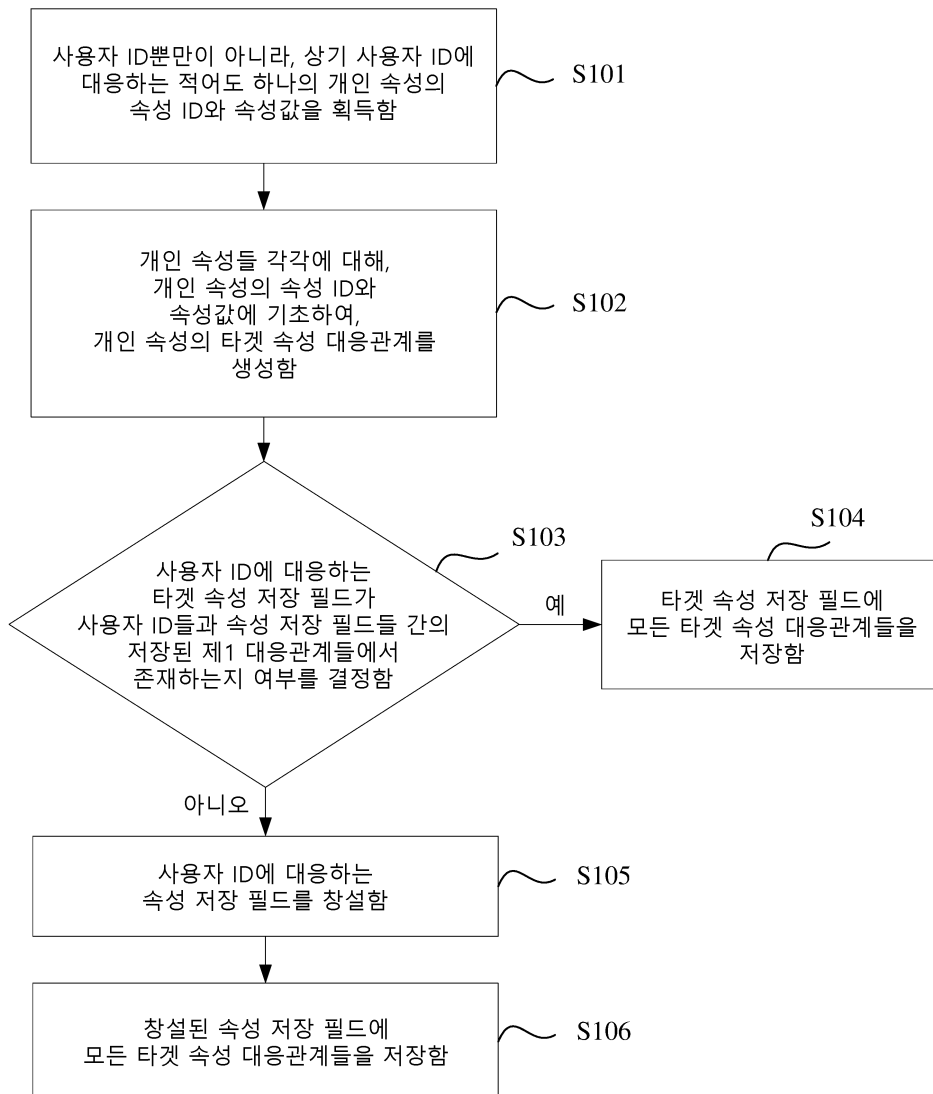 사용자 ID뿐만이 아니라, 상기 사용자 ID에
대응하는 적어도 하나의 개인 속성의
속성 ID와 속성값을 획득함
S101
개인 속성들 각각에 대해,
개인 속성의 속성 ID와
속성값에 기초하여,
개인 속성의 타겟 속성 대응관계를
생성함
S102
사용자 ID에 대응하는
타겟 속성 저장 필드가
사용자 ID들과 속성 저장 필드들 간의
저장된 제1 대응관계들에서
존재하는지 여부를 결정함
S103
예
S104
타겟 속성 저장 필드에
모든 타겟 속성 대응관계들을
저장함
아니오
사용자 ID에 대응하는
속성 저장 필드를 창설함
S105
창설된 속성 저장 필드에
모든 타겟 속성 대응관계들을 저장함
S106